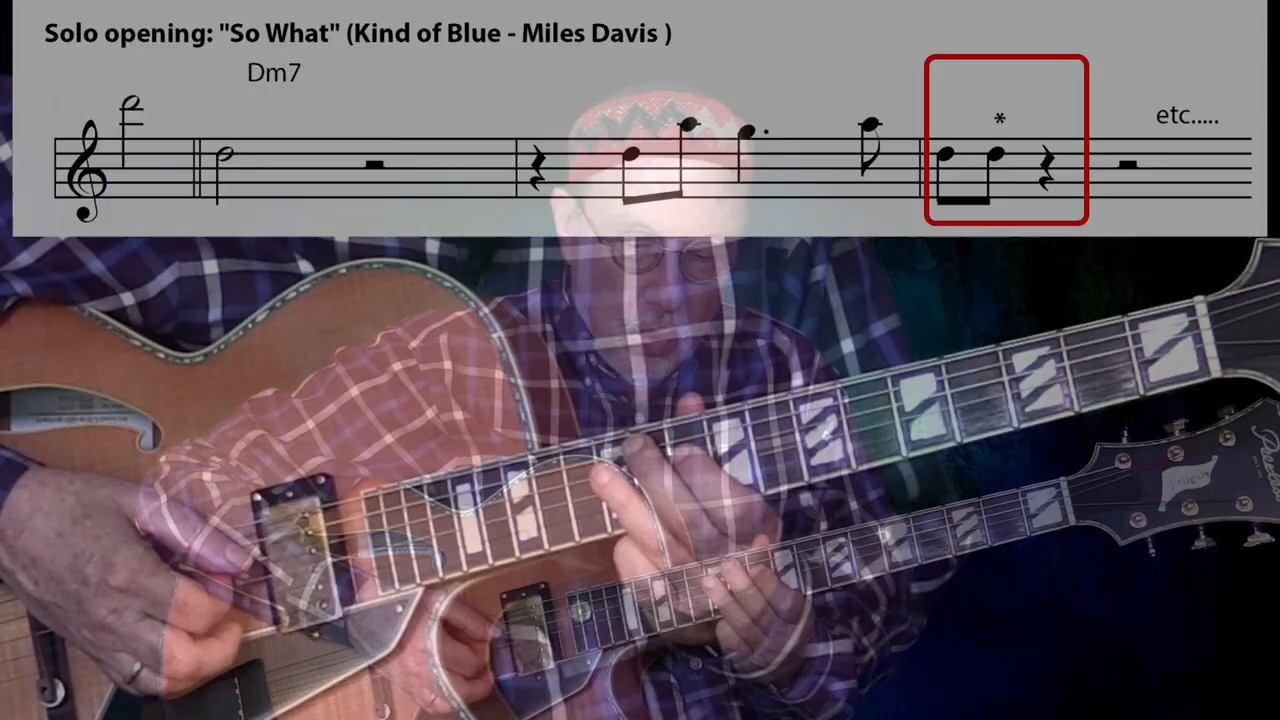 Solo opening: "So What" (Kind of Blue - Miles Davis )
Dm7
*
etc.....